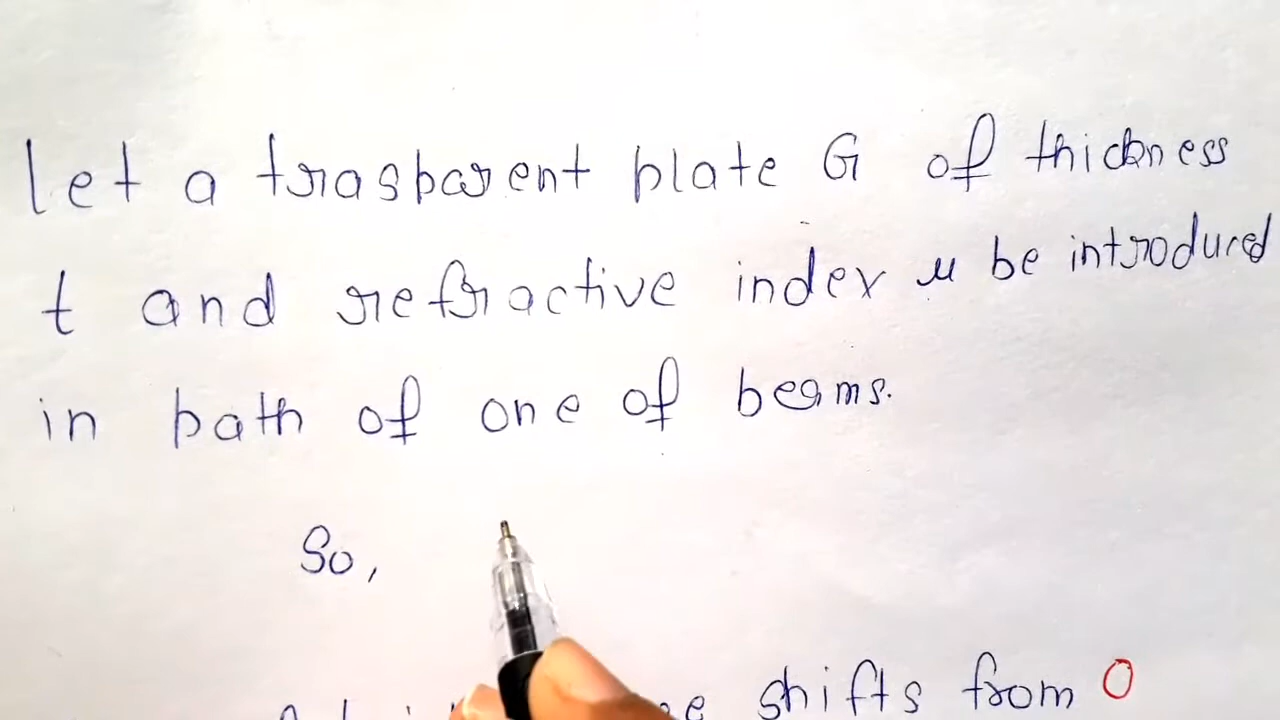 Let a trasparent plate G of thickness
t and refractive index μ be introduced
in path of one of beams.
So,
shifts from O